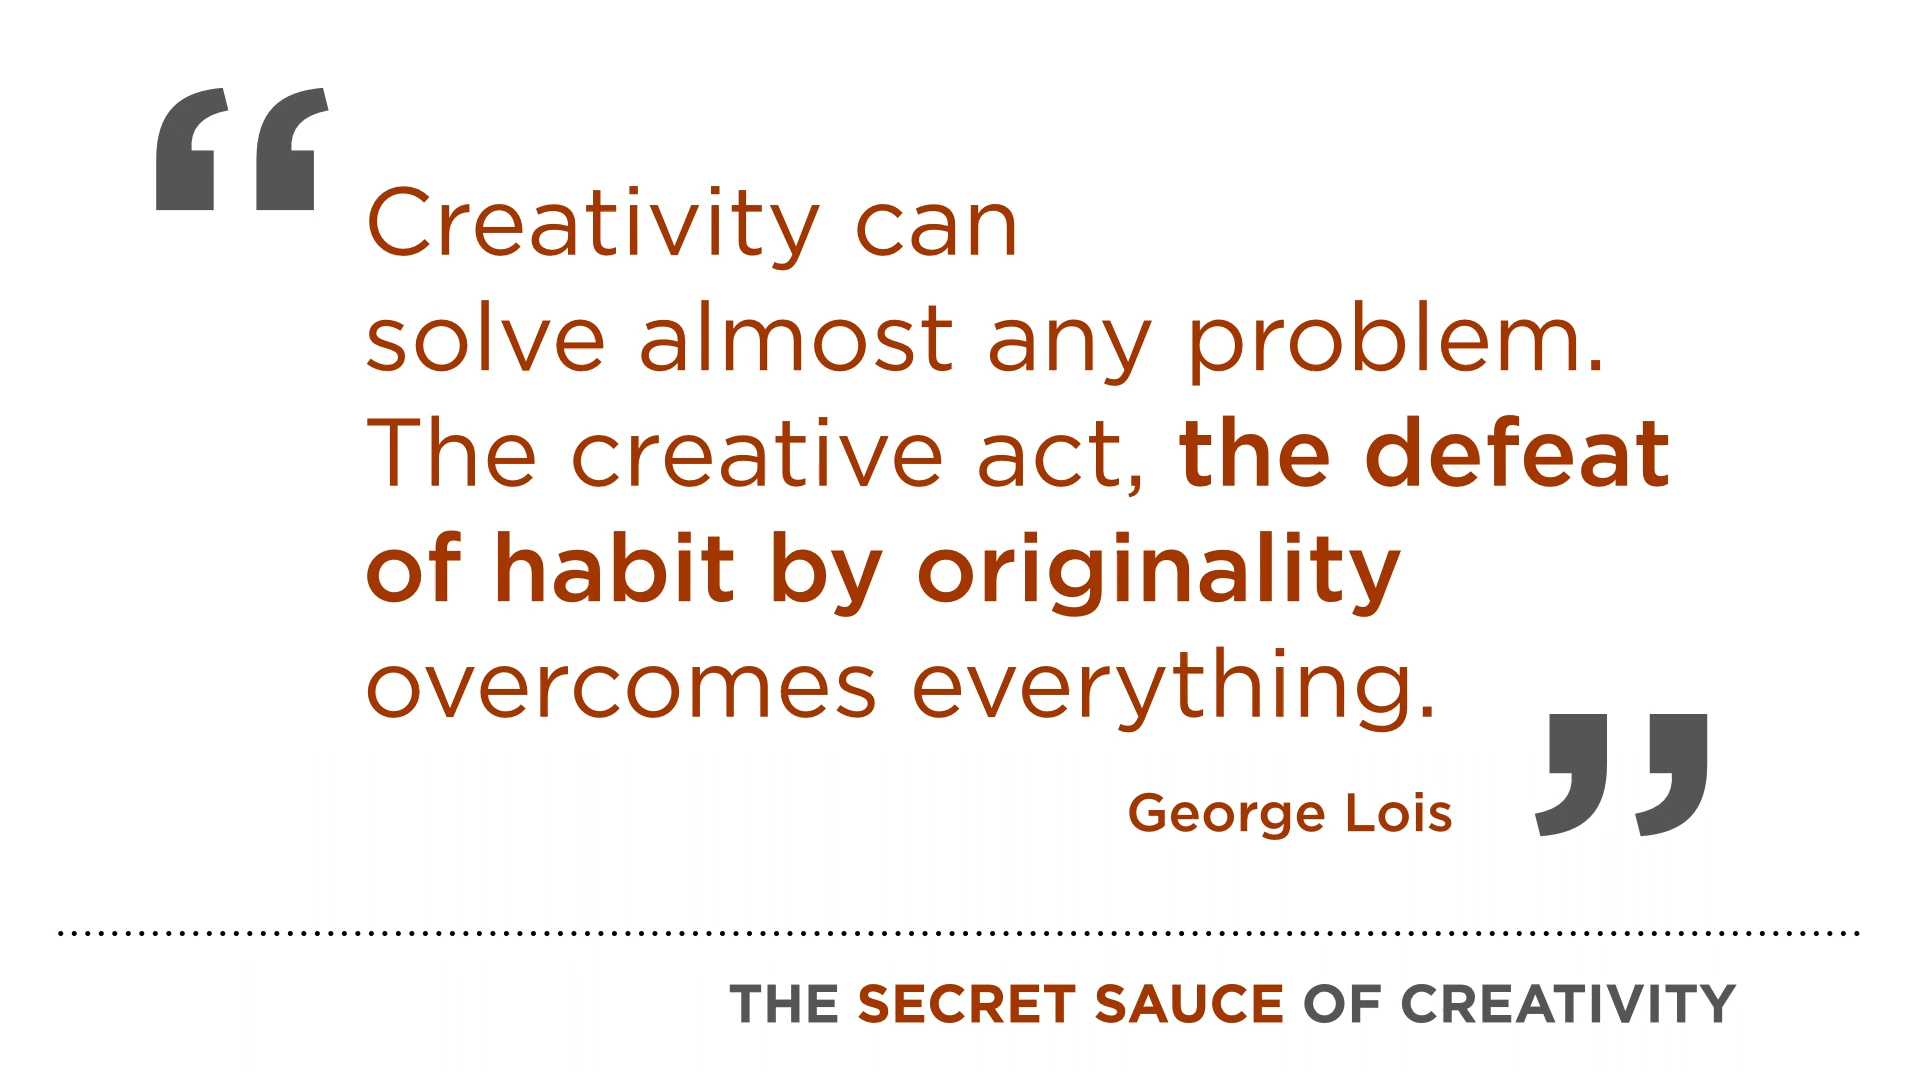 “Creativity can
solve almost any problem.
The creative act, the defeat
of habit by originality
overcomes everything.”
George Lois
THE SECRET SAUCE OF CREATIVITY